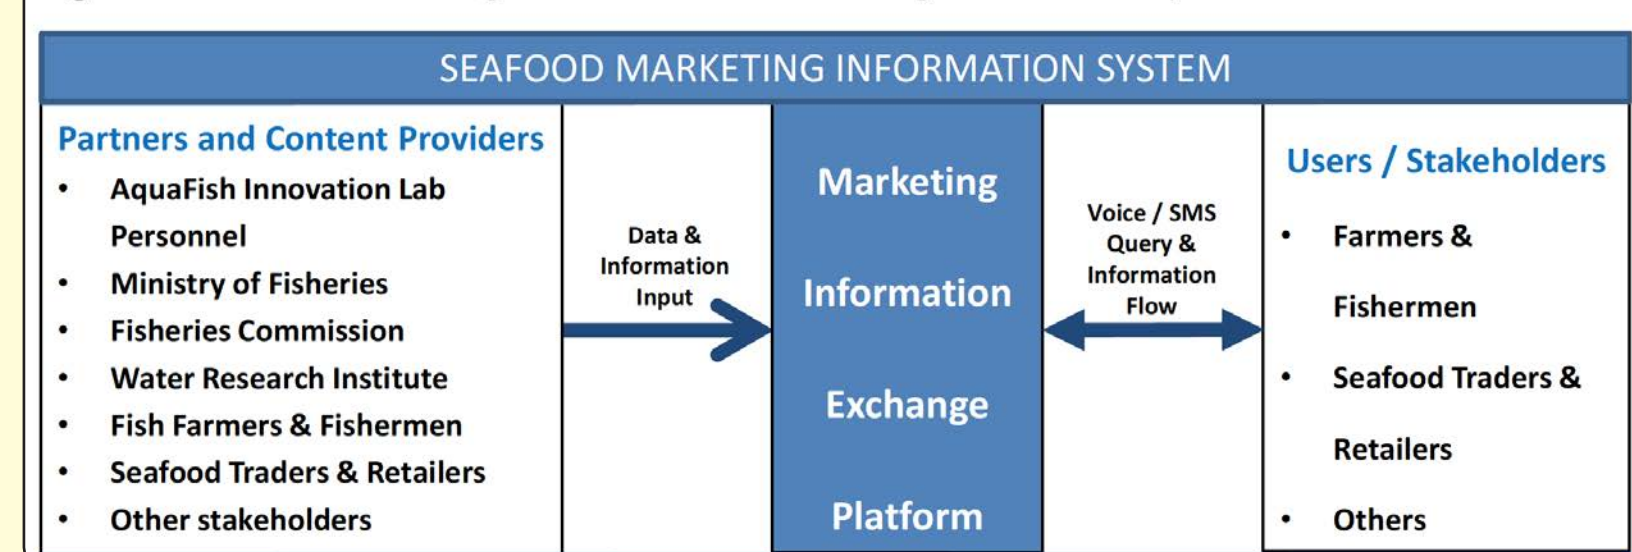 SEAFOOD MARKETING INFORMATION SYSTEM
Partners and Content Providers
• AquaFish Innovation Lab
Personnel
• Ministry of Fisheries
• Fisheries Commission
• Water Research Institute
• Fish Farmers & Fishermen
• Seafood Traders & Retailers
• Other stakeholders
Data &
Information
Input
Marketing
Information
Exchange
Platform
Voice / SMS
Query &
Information
Flow
Users / Stakeholders
• Farmers &
Fishermen
• Seafood Traders &
Retailers
• Others